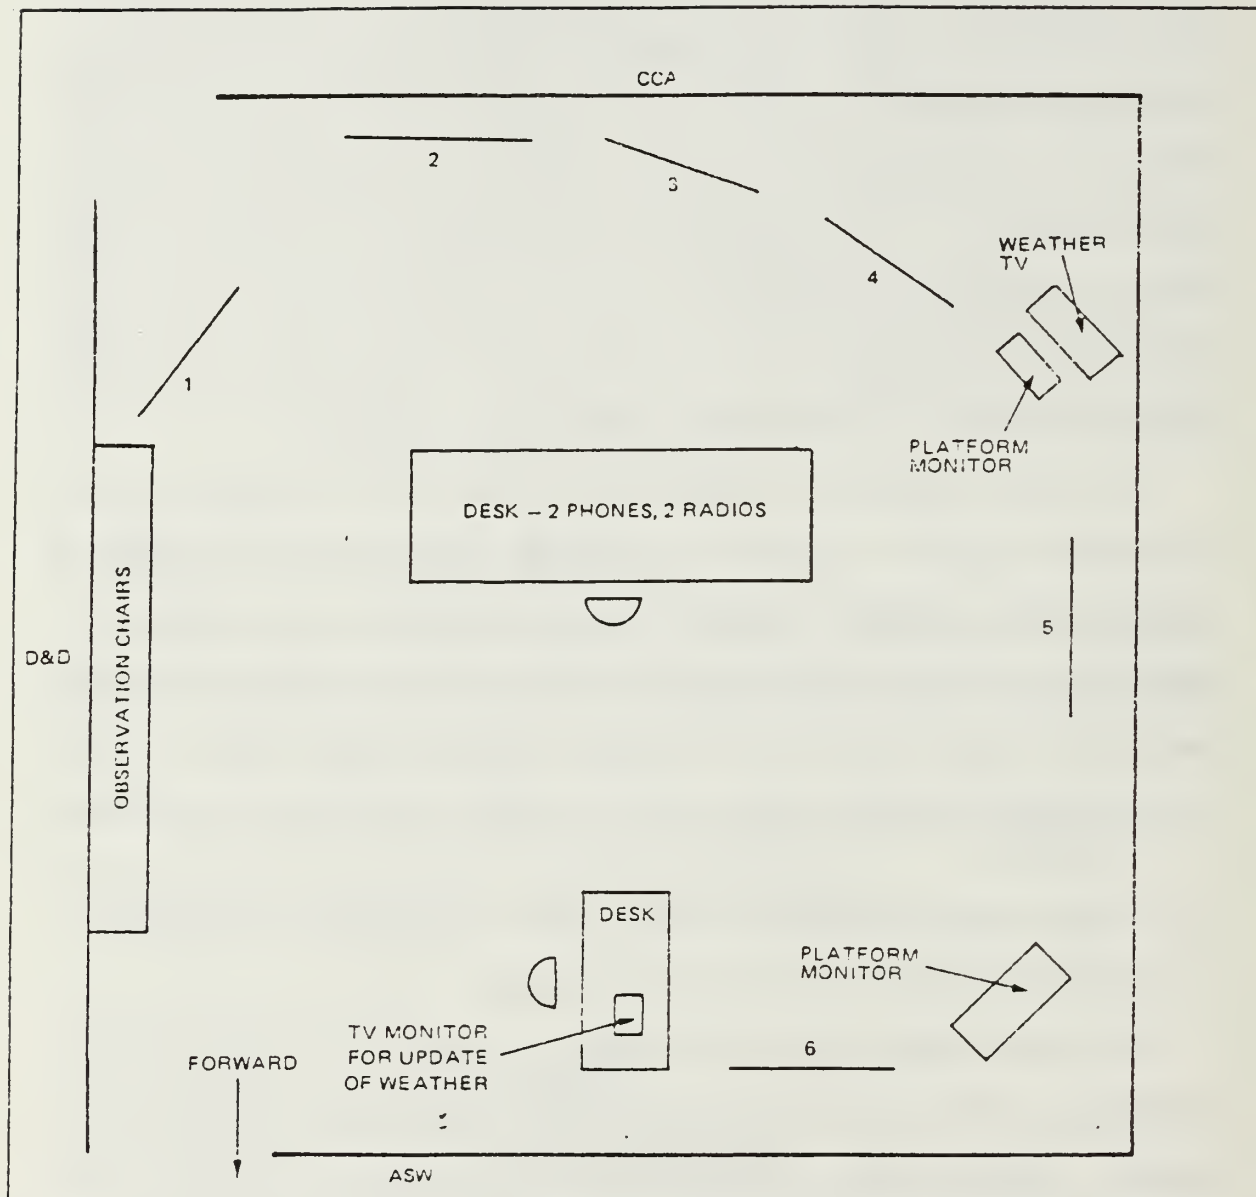 CCA
2
3
4
WEATHER
TV
1
PLATFORM
MONITOR
DESK – 2 PHONES, 2 RADIOS
OBSERVATION CHAIRS
5
D&D
DESK
PLATFORM
MONITOR
TV MONITOR
FOR UPDATE
OF WEATHER
6
FORWARD
ASW